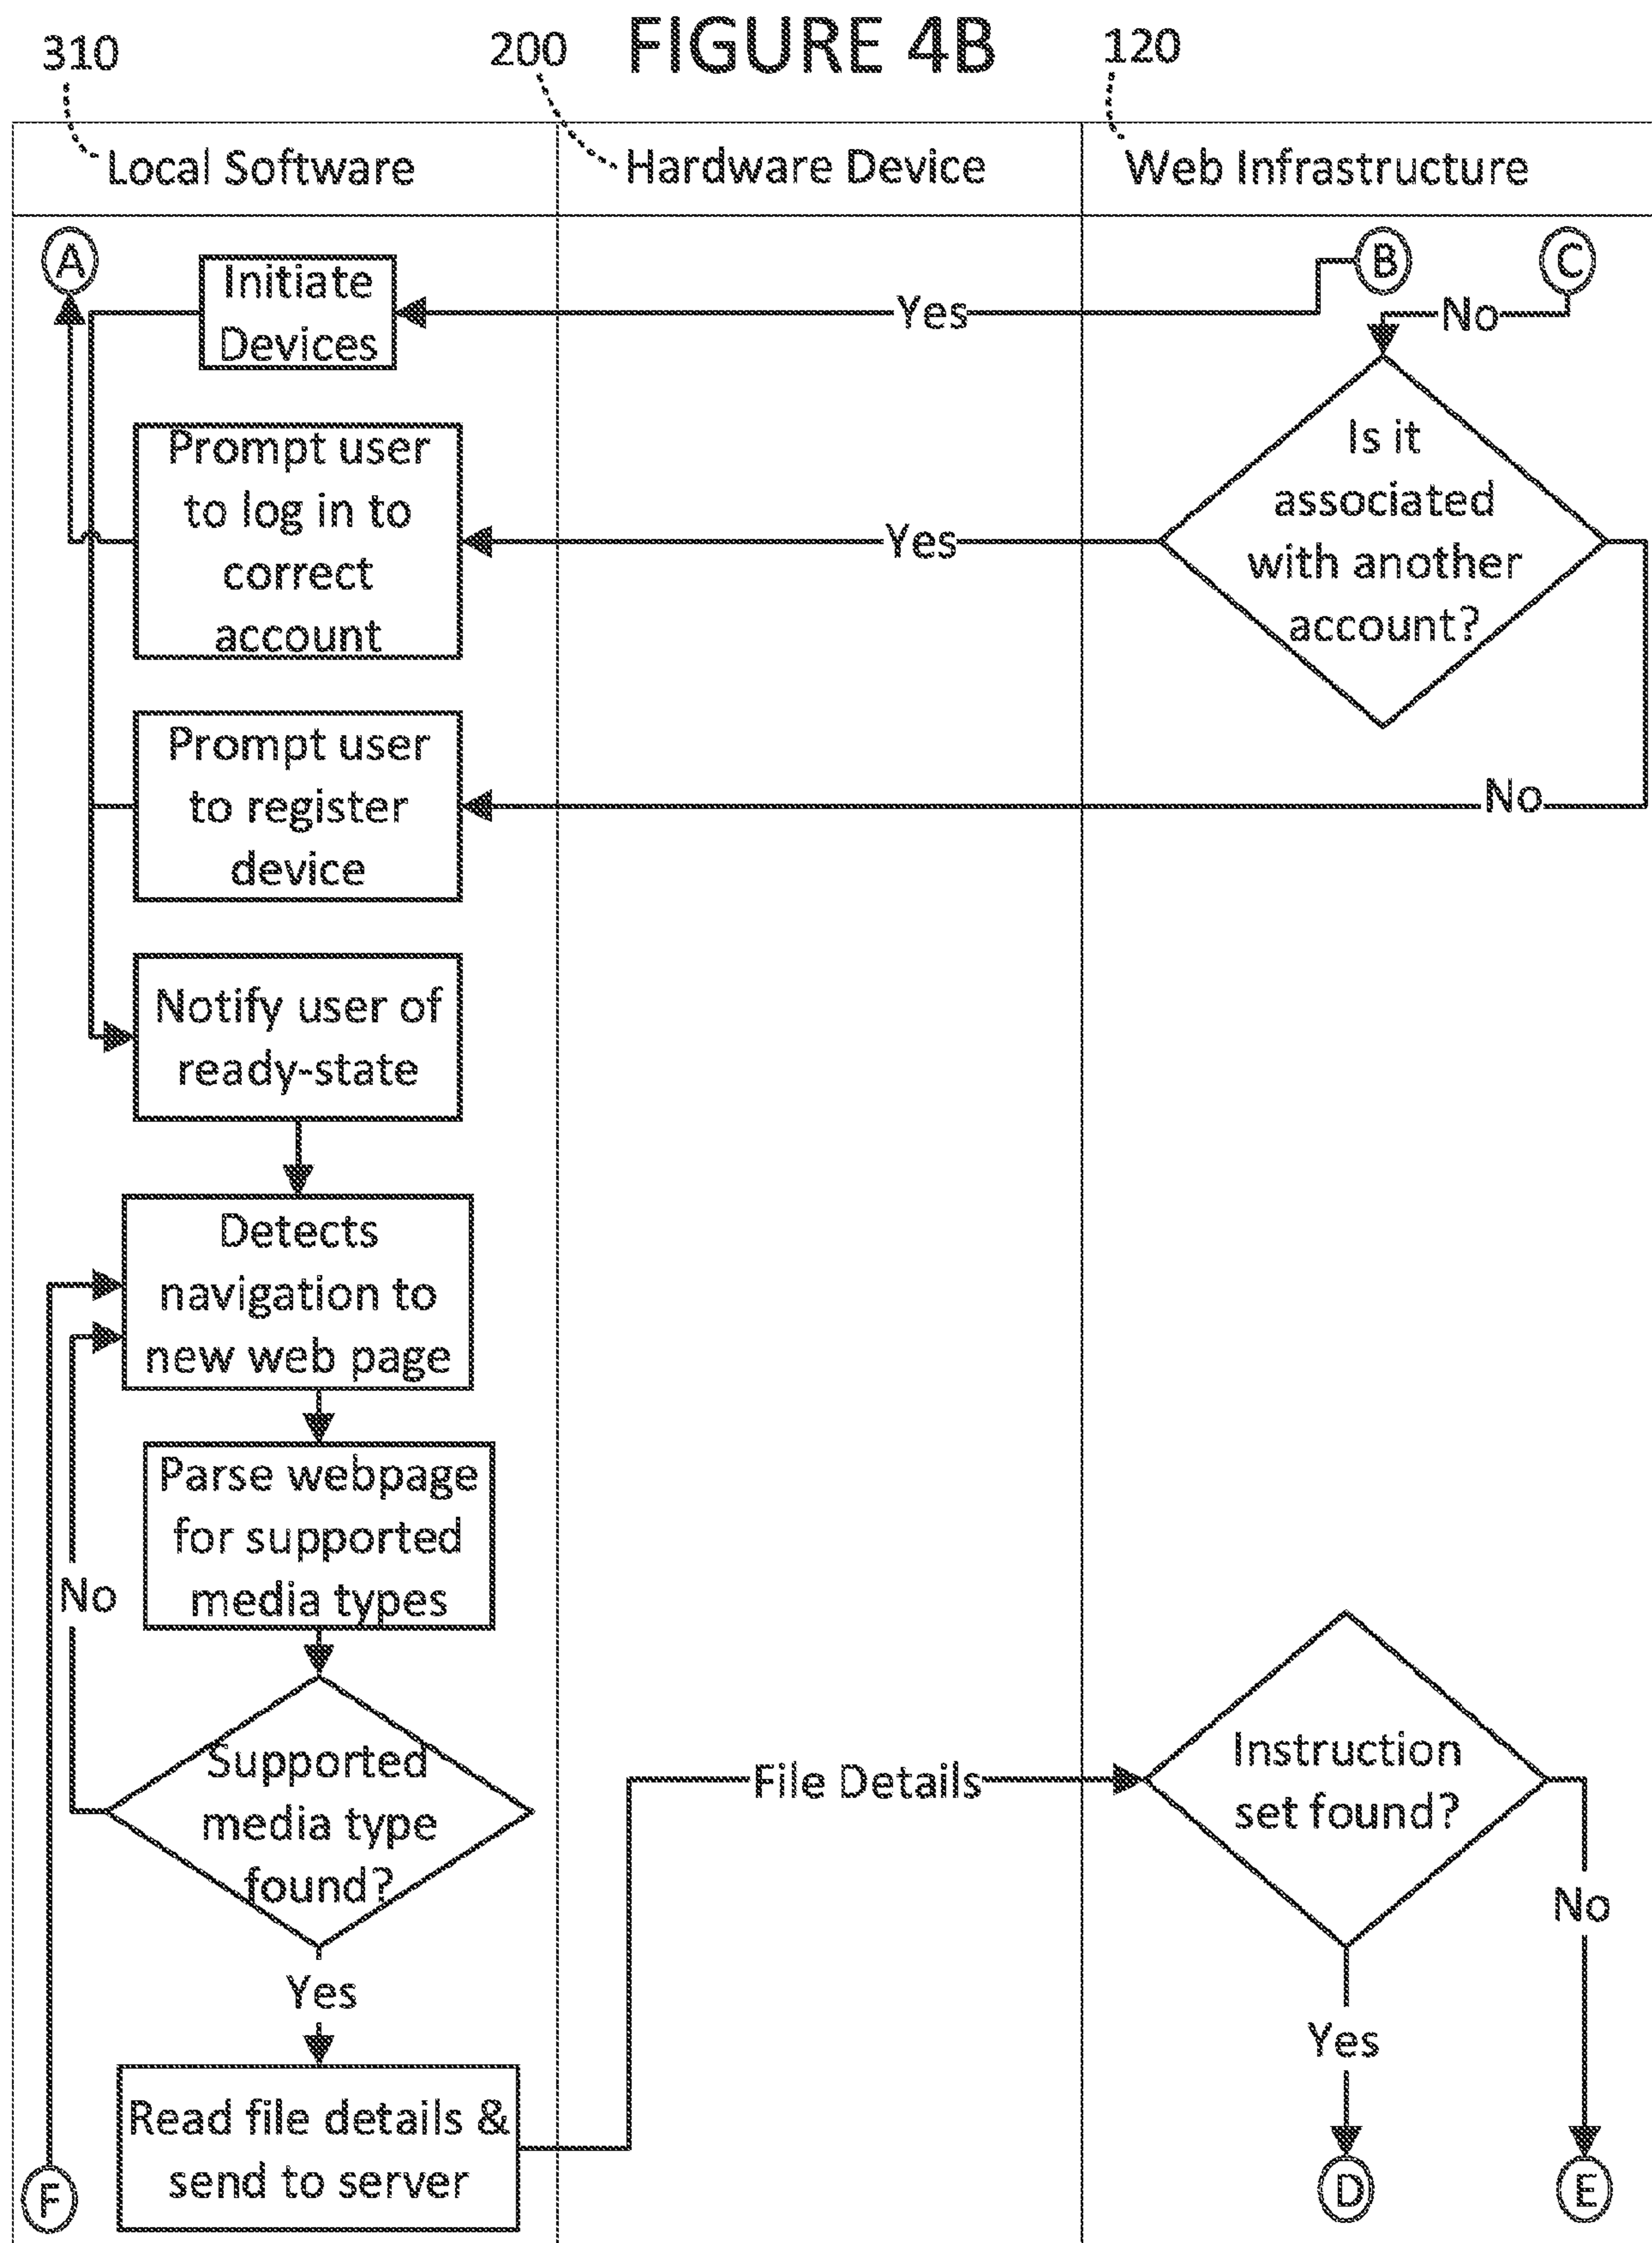 FIGURE 4B
310
200
120
Local Software
Hardware Device
Web Infrastructure
A
B
C
Initiate
Devices
Yes
No
Is it
associated
with another
account?
Prompt user
to log in to
correct
account
Yes
Prompt user
to register
device
No
Notify user of
ready-state
Detects
navigation to
new web page
Parse webpage
for supported
media types
No
Supported
media type
found?
File Details
Instruction
set found?
No
Yes
Yes
Read file details &
send to server
F
D
E